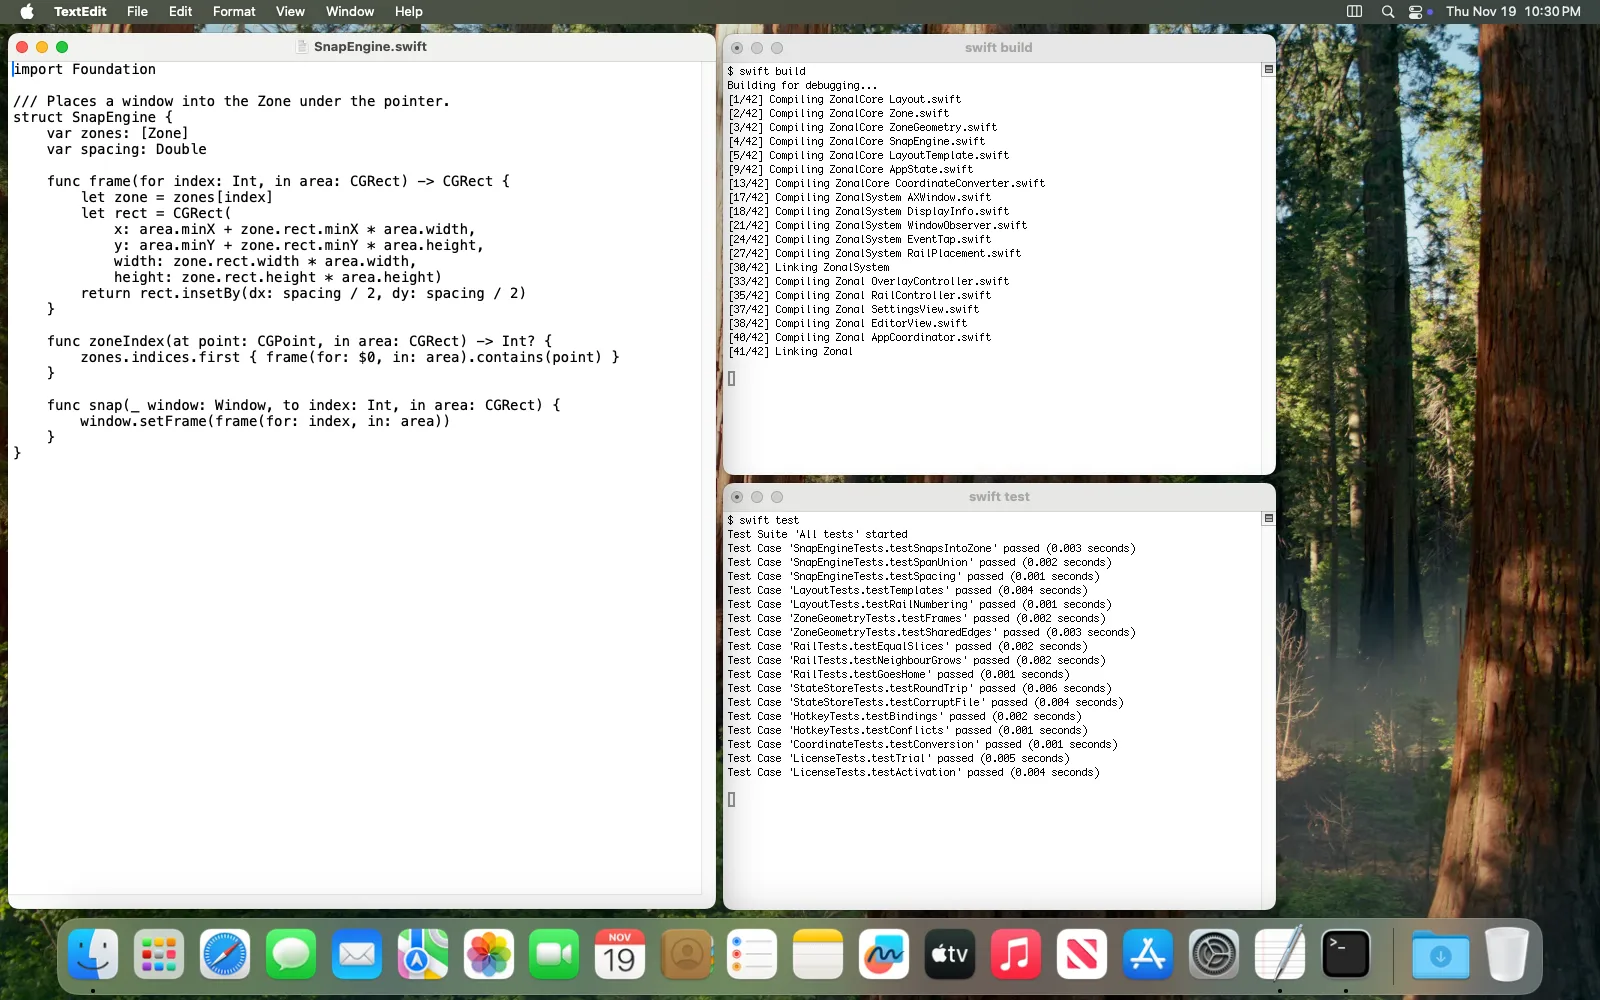 TextEdit File Edit Format View Window Help
Thu Nov 19 10:30 PM
SnapEngine.swift
import Foundation
/// Places a window into the Zone under the pointer.
struct SnapEngine {
var zones: [Zone]
var spacing: Double
func frame(for index: Int, in area: CGRect) -> CGRect {
let zone = zones[index]
let rect = CGRect(
x: area.minX + zone.rect.minX * area.width,
y: area.minY + zone.rect.minY * area.height,
width: zone.rect.width * area.width,
height: zone.rect.height * area.height)
return rect.insetBy(dx: spacing / 2, dy: spacing / 2)
}
func zoneIndex(at point: CGPoint, in area: CGRect) -> Int? {
zones.indices.first { frame(for: $0, in: area).contains(point) }
}
func snap(_ window: Window, to index: Int, in area: CGRect) {
window.setFrame(frame(for: index, in: area))
}
}
swift build
$ swift build
Building for debugging...
[1/42] Compiling ZonalCore Layout.swift
[2/42] Compiling ZonalCore Zone.swift
[3/42] Compiling ZonalCore ZoneGeometry.swift
[4/42] Compiling ZonalCore SnapEngine.swift
[5/42] Compiling ZonalCore LayoutTemplate.swift
[9/42] Compiling ZonalCore AppState.swift
[13/42] Compiling ZonalCore CoordinateConverter.swift
[17/42] Compiling ZonalSystem AXWindow.swift
[18/42] Compiling ZonalSystem DisplayInfo.swift
[21/42] Compiling ZonalSystem WindowObserver.swift
[24/42] Compiling ZonalSystem EventTap.swift
[27/42] Compiling ZonalSystem RailPlacement.swift
[30/42] Linking ZonalSystem
[33/42] Compiling Zonal OverlayController.swift
[35/42] Compiling Zonal RailController.swift
[37/42] Compiling Zonal SettingsView.swift
[38/42] Compiling Zonal EditorView.swift
[40/42] Compiling Zonal AppCoordinator.swift
[41/42] Linking Zonal
swift test
$ swift test
Test Suite 'All tests' started
Test Case 'SnapEngineTests.testSnapsIntoZone' passed (0.003 seconds)
Test Case 'SnapEngineTests.testSpanUnion' passed (0.002 seconds)
Test Case 'SnapEngineTests.testSpacing' passed (0.001 seconds)
Test Case 'LayoutTests.testTemplates' passed (0.004 seconds)
Test Case 'LayoutTests.testRailNumbering' passed (0.001 seconds)
Test Case 'ZoneGeometryTests.testFrames' passed (0.002 seconds)
Test Case 'ZoneGeometryTests.testSharedEdges' passed (0.003 seconds)
Test Case 'RailTests.testEqualSlices' passed (0.002 seconds)
Test Case 'RailTests.testNeighbourGrows' passed (0.002 seconds)
Test Case 'RailTests.testGoesHome' passed (0.001 seconds)
Test Case 'StateStoreTests.testRoundTrip' passed (0.006 seconds)
Test Case 'StateStoreTests.testCorruptFile' passed (0.004 seconds)
Test Case 'HotkeyTests.testBindings' passed (0.002 seconds)
Test Case 'HotkeyTests.testConflicts' passed (0.001 seconds)
Test Case 'CoordinateTests.testConversion' passed (0.001 seconds)
Test Case 'LicenseTests.testTrial' passed (0.005 seconds)
Test Case 'LicenseTests.testActivation' passed (0.004 seconds)
NOV
19
tv
>_